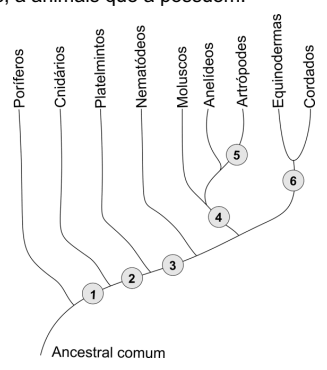 , a animais que a possuem.
Poríferos
Cnidários
Platelmintos
Nematódeos
Moluscos
Anelídeos
Artrópodes
Equinodermas
Cordados
5
6
4
3
2
1
Ancestral comum